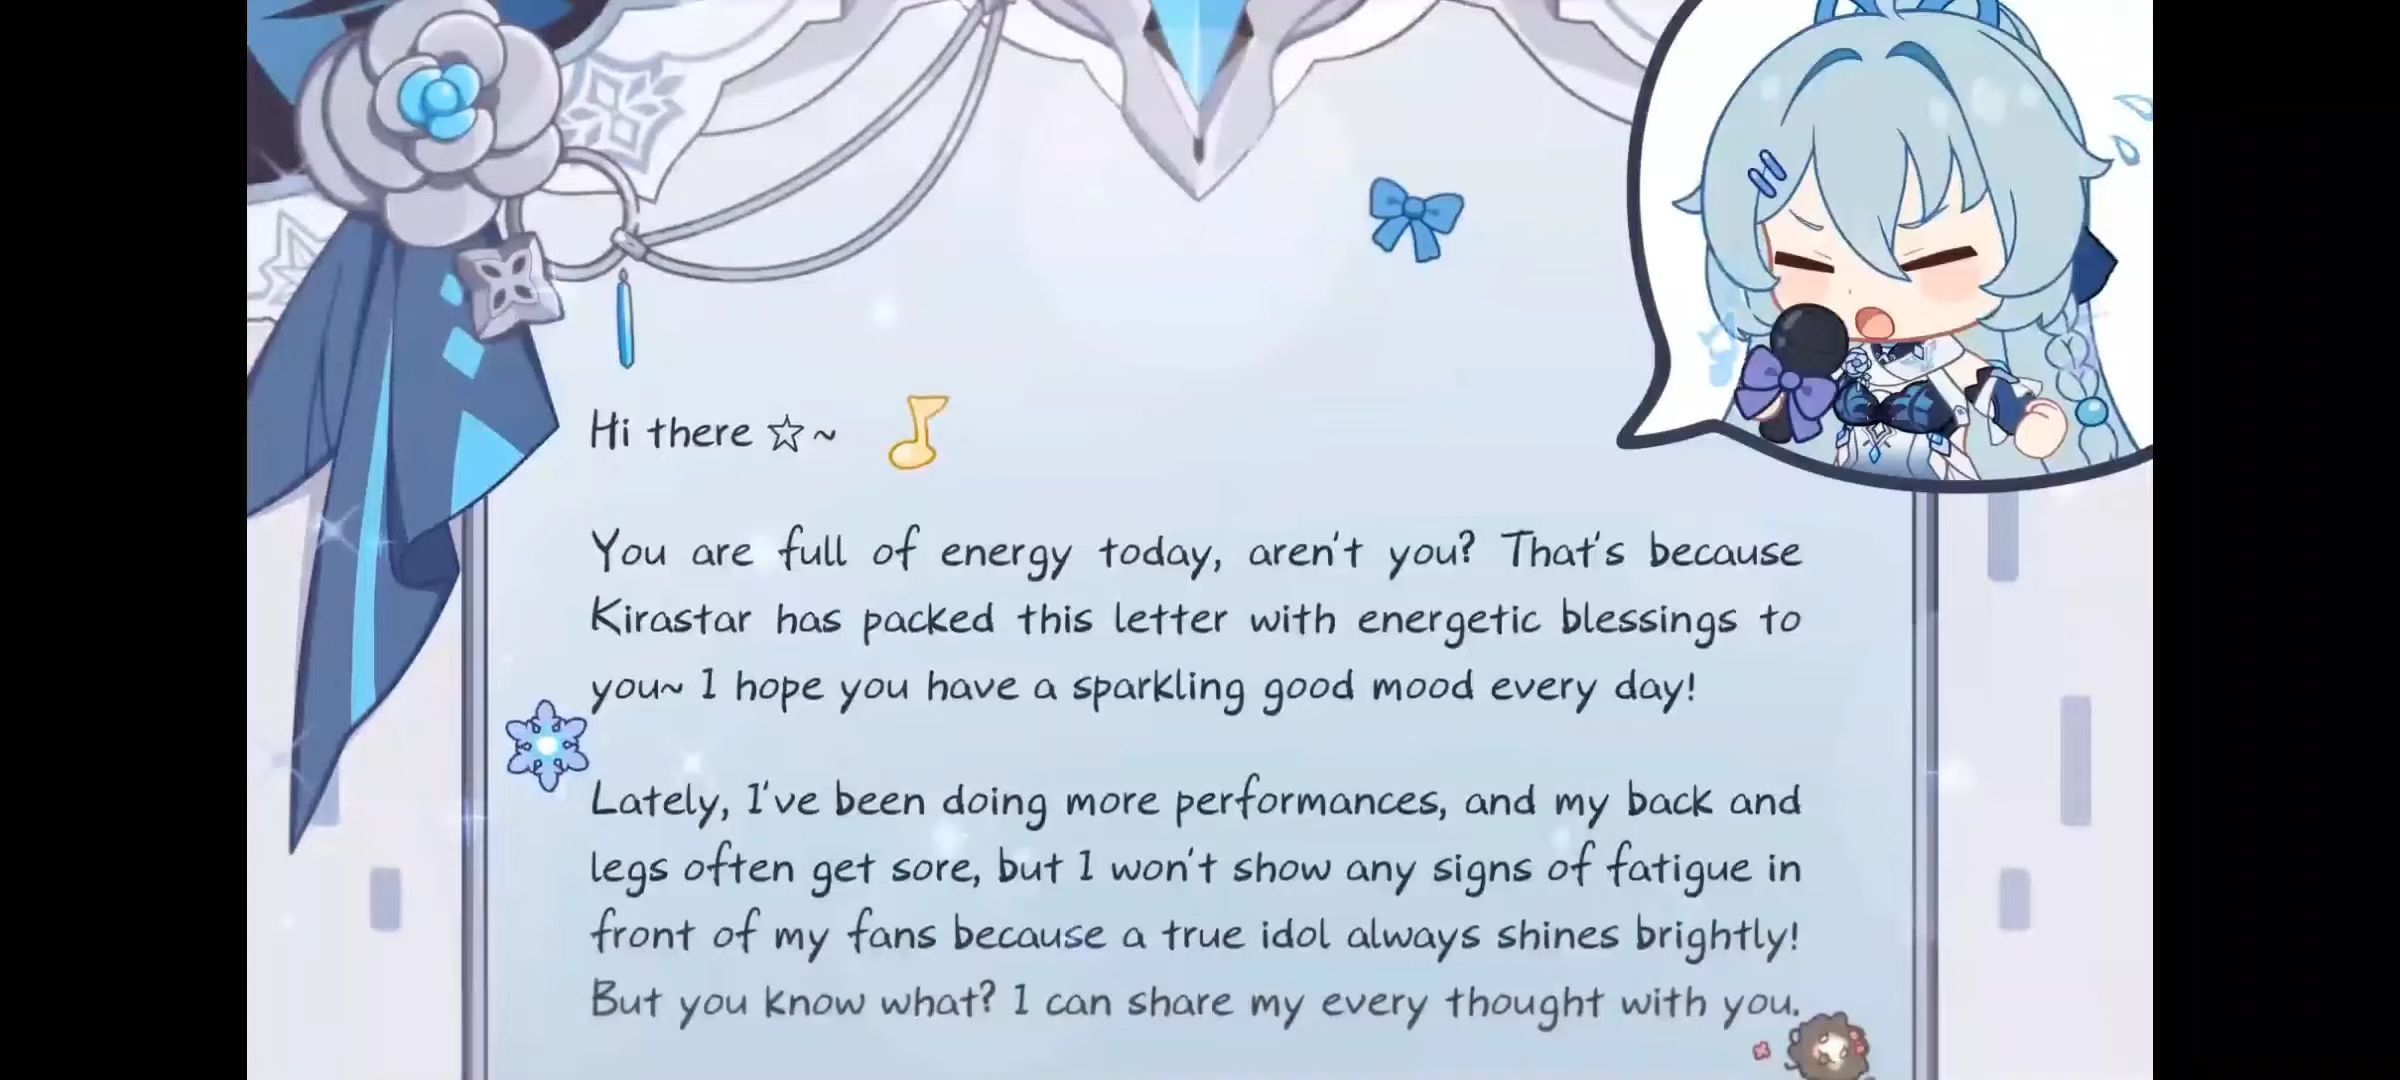 Hi there ☆~
You are full of energy today, aren't you? That's because
Kirastar has packed this letter with energetic blessings to
you~ I hope you have a sparkling good mood every day!
Lately, I've been doing more performances, and my back and
legs often get sore, but I won't show any signs of fatigue in
front of my fans because a true idol always shines brightly!
But you know what? I can share my every thought with you.